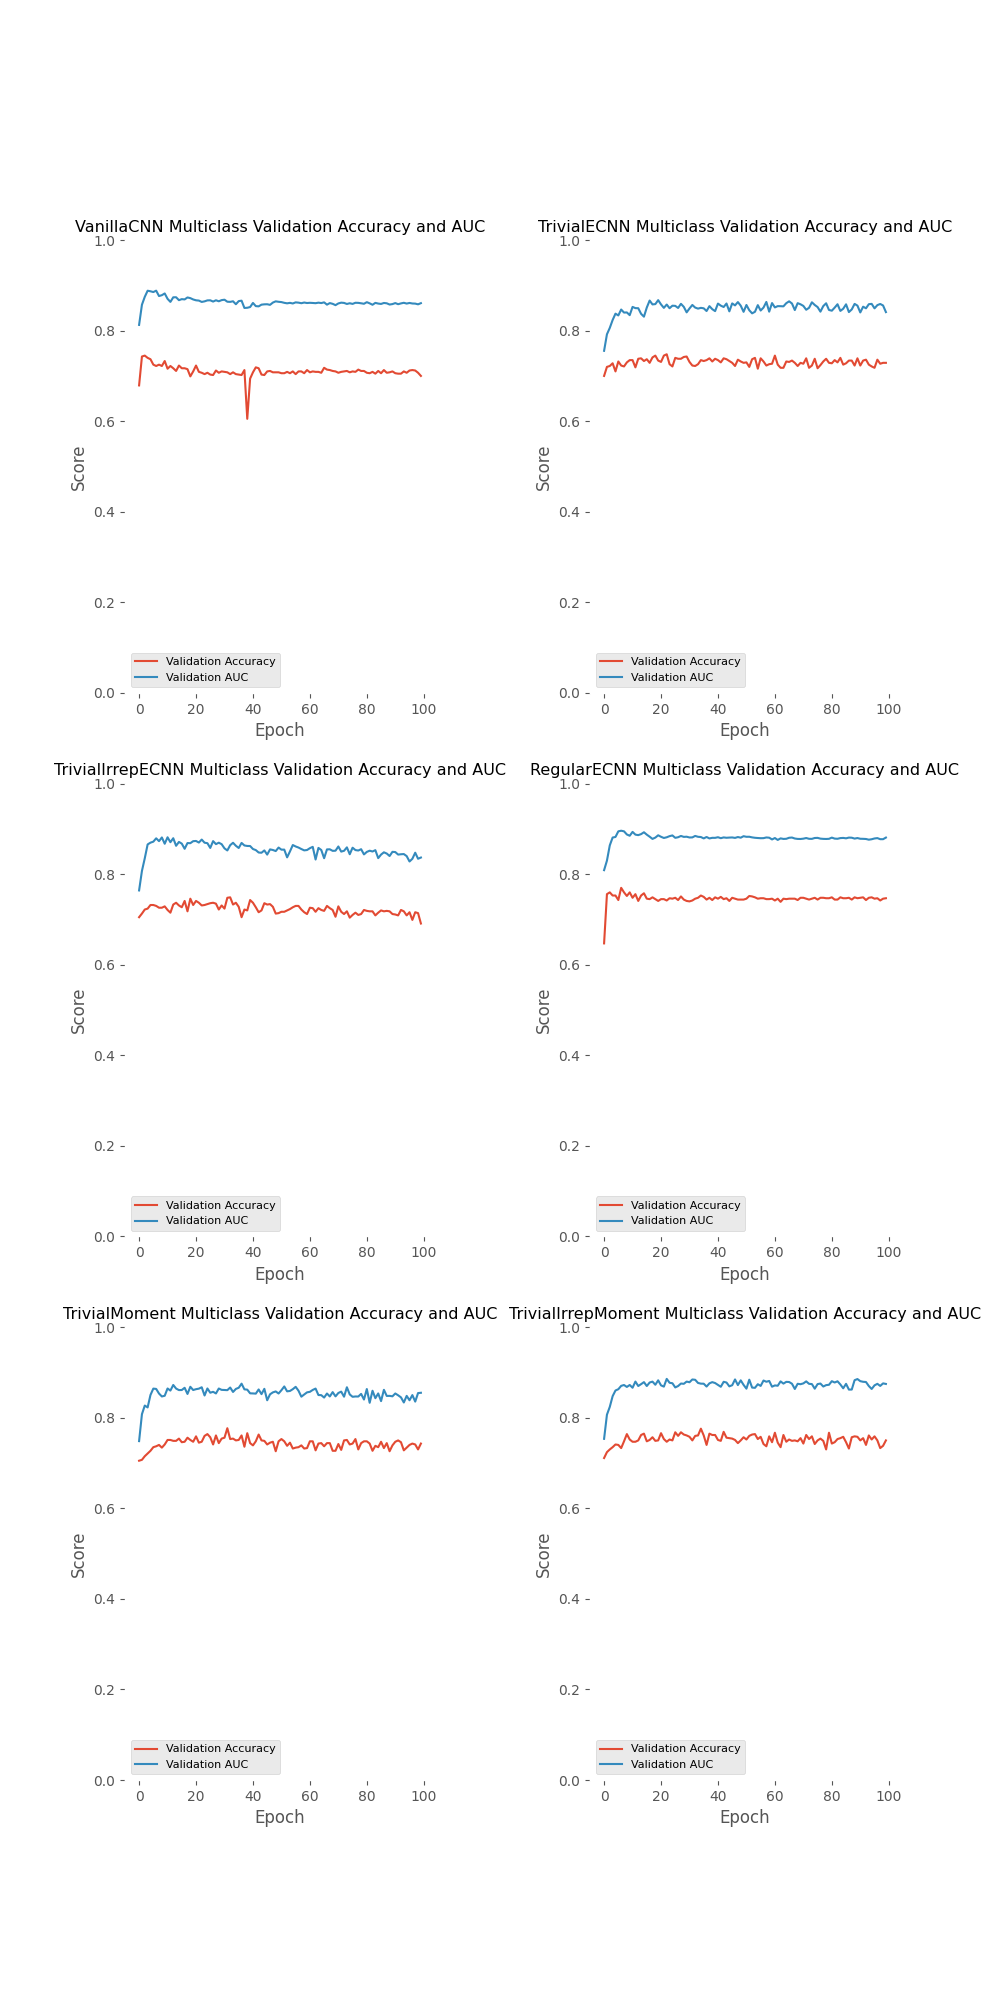 VanillaCNN Multiclass Validation Accuracy and AUC
1.0
0.8
0.6
0.4
0.2
0.0
Score
Validation Accuracy
Validation AUC
0 20 40 60 80 100
Epoch
TrivialECNN Multiclass Validation Accuracy and AUC
1.0
0.8
0.6
0.4
0.2
0.0
Score
Validation Accuracy
Validation AUC
0 20 40 60 80 100
Epoch
TrivialIrrepECNN Multiclass Validation Accuracy and AUC
1.0
0.8
0.6
0.4
0.2
0.0
Score
Validation Accuracy
Validation AUC
0 20 40 60 80 100
Epoch
RegularECNN Multiclass Validation Accuracy and AUC
1.0
0.8
0.6
0.4
0.2
0.0
Score
Validation Accuracy
Validation AUC
0 20 40 60 80 100
Epoch
TrivialMoment Multiclass Validation Accuracy and AUC
1.0
0.8
0.6
0.4
0.2
0.0
Score
Validation Accuracy
Validation AUC
0 20 40 60 80 100
Epoch
TrivialIrrepMoment Multiclass Validation Accuracy and AUC
1.0
0.8
0.6
0.4
0.2
0.0
Score
Validation Accuracy
Validation AUC
0 20 40 60 80 100
Epoch